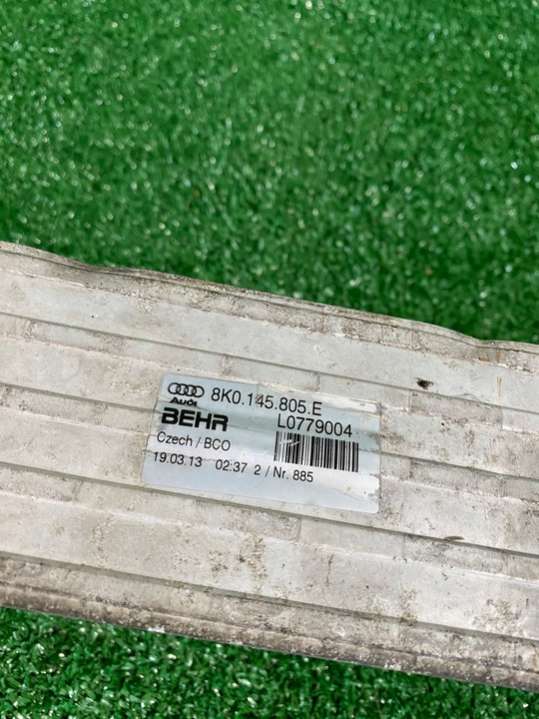 8K0.145.805.E
Audi
BEHR L0779004
Czech / BCO
19.03.13 02:37 2 / Nr. 885